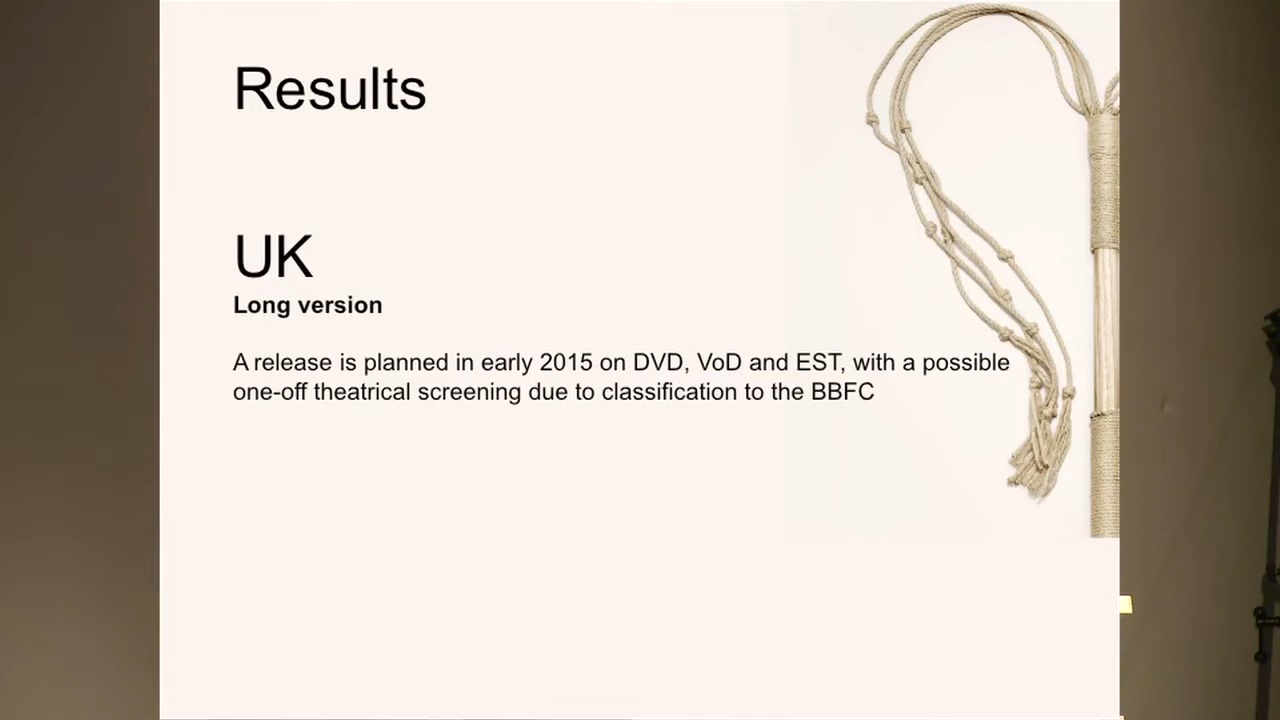 Results
UK
Long version
A release is planned in early 2015 on DVD, VoD and EST, with a possible
one-off theatrical screening due to classification to the BBFC